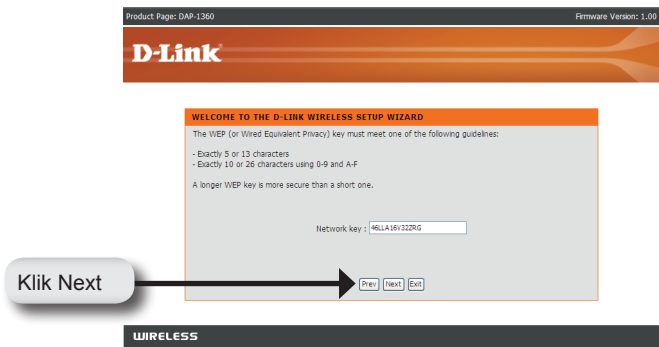 Product Page: DAP-1360 Firmware Version: 1.00
D-Link
WELCOME TO THE D-LINK WIRELESS SETUP WIZARD
The WEP (or Wired Equivalent Privacy) key must meet one of the following guidelines:
- Exactly 5 or 13 characters
- Exactly 10 or 26 characters using 0-9 and A-F
A longer WEP key is more secure than a short one.
Network key : 46LLA16V32ZRG
Klik Next
Prev Next Exit
WIRELESS